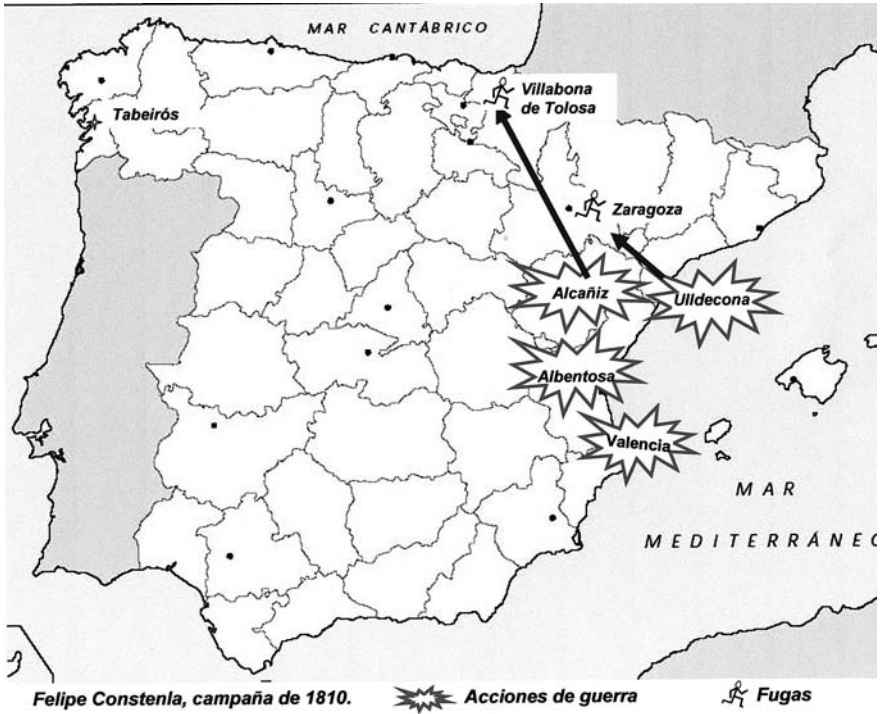 MAR CANTÁBRICO
Villabona
de Tolosa
Tabeirós
Zaragoza
Alcañiz
Ulldecona
Albentosa
Valencia
MAR
MEDITERRÁNEO
Felipe Constenla, campaña de 1810.
Acciones de guerra
Fugas